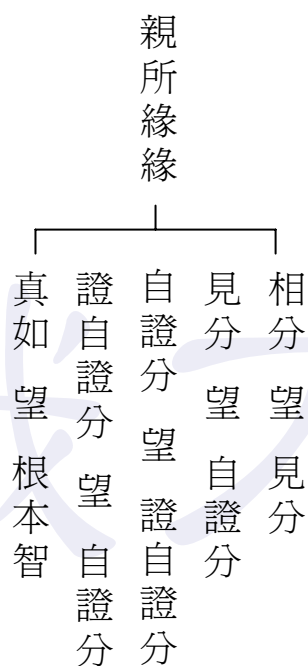 親所緣緣
相分 望 見分
見分 望 自證分
自證分 望 證自證分
證自證分 望 自證分
真如 望 根本智